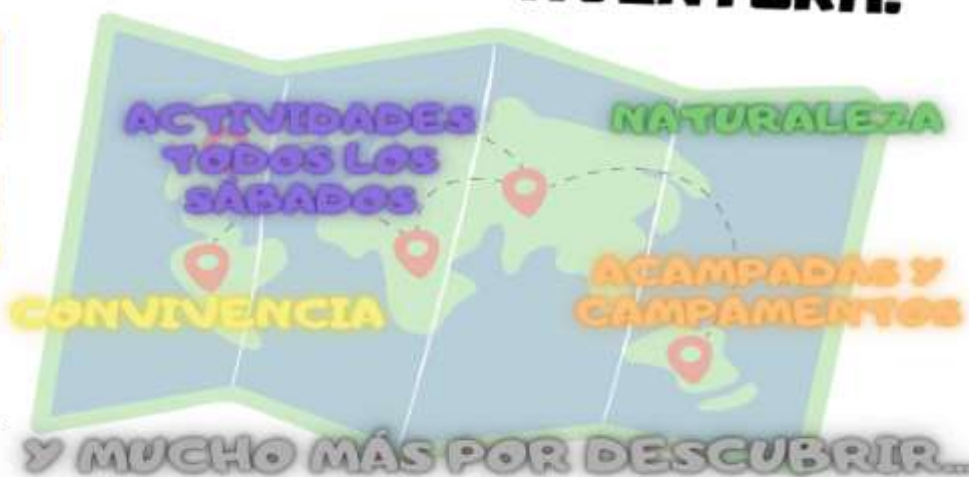 ACTIVIDADES
TODOS LOS
SÁBADOS
NATURALEZA
CONVIVENCIA
ACAMPADAS Y
CAMPAMENTOS
Y MUCHO MÁS POR DESCUBRIR...